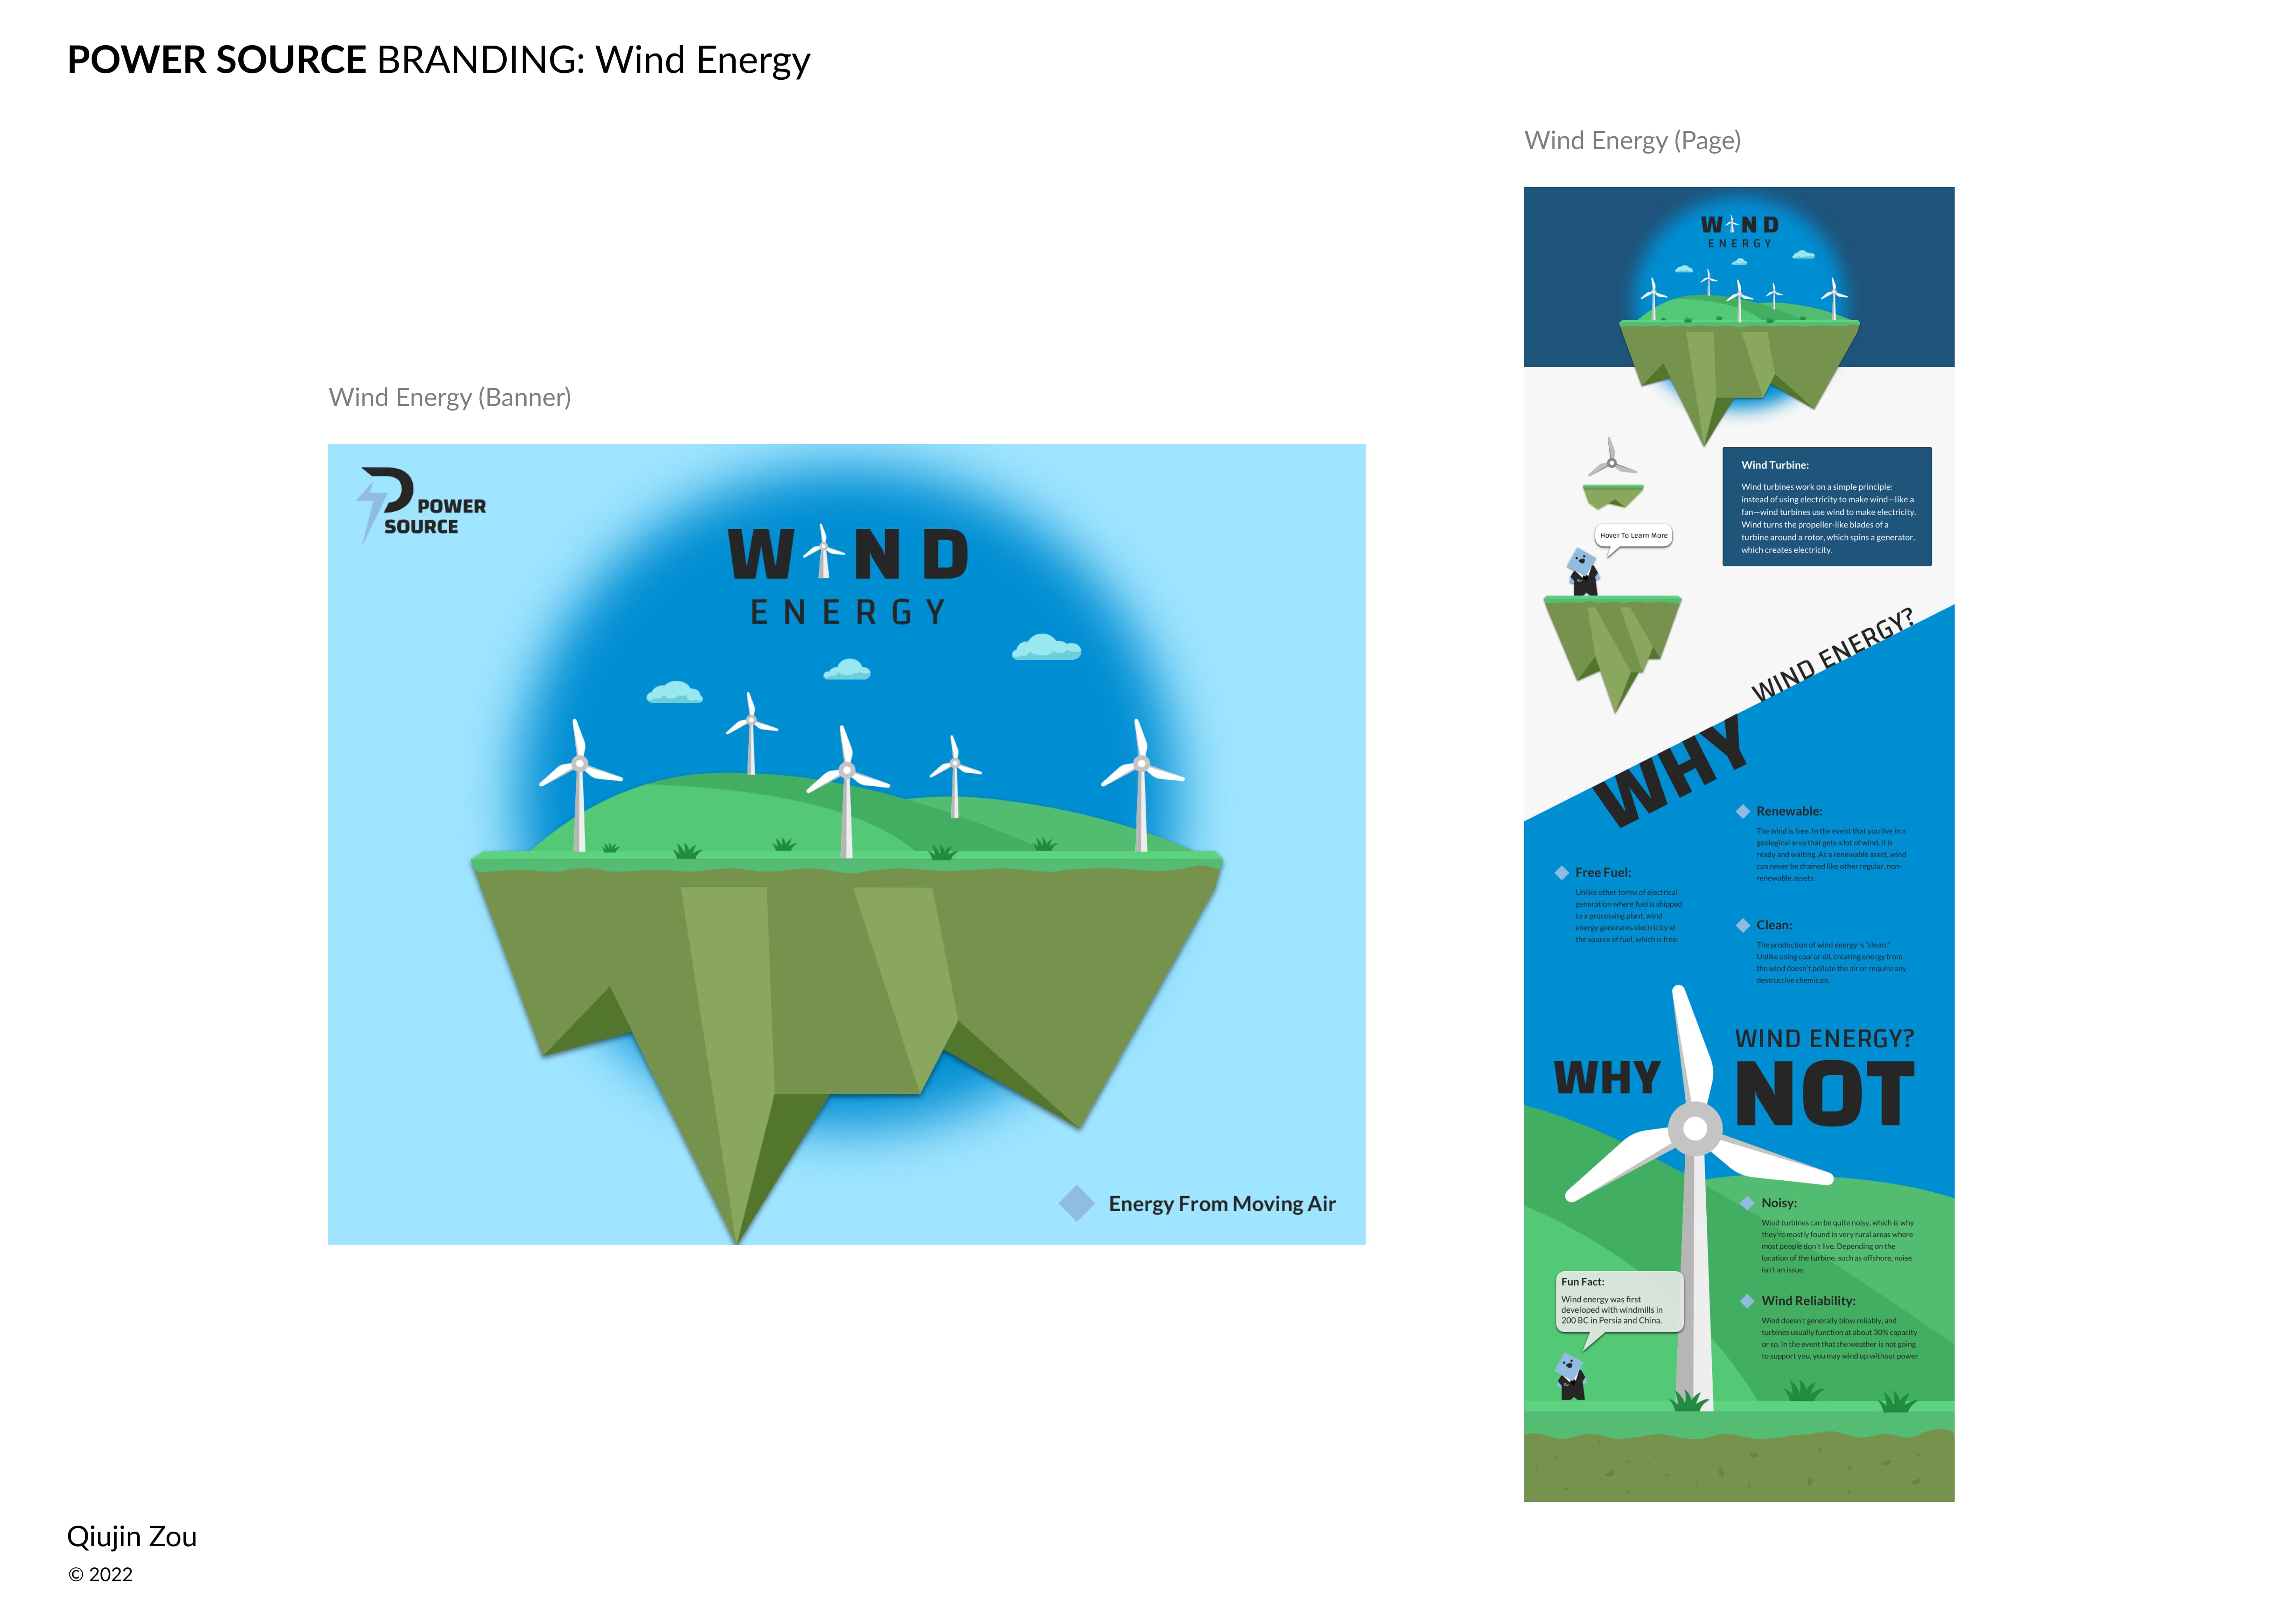 POWER SOURCE BRANDING: Wind Energy
Wind Energy (Banner)
POWER
SOURCE
W ND
ENERGY
Energy From Moving Air
Wind Energy (Page)
W ND
ENERGY
Wind Turbine:
Wind turbines work on a simple principle:
instead of using electricity to make wind—like a
fan—wind turbines use wind to make electricity.
Wind turns the propeller-like blades of a
turbine around a rotor, which spins a generator,
which creates electricity.
Hover To Learn More
WHY
WIND ENERGY?
Free Fuel:
Unlike other forms of electrical
generation where fuel is shipped
to a processing plant, wind
energy generates electricity at
the source of fuel, which is free.
Renewable:
The wind is free. In the event that you live in a
geological area that gets a lot of wind, it is
ready and waiting. As a renewable asset, wind
can never be drained like other regular, non-
renewable assets.
Clean:
The production of wind energy is "clean."
Unlike using coal or oil, creating energy from
the wind doesn't pollute the air or require any
destructive chemicals.
WHY
WIND ENERGY?
NOT
Noisy:
Wind turbines can be quite noisy, which is why
they're mostly found in very rural areas where
most people don't live. Depending on the
location of the turbine, such as offshore, noise
isn't an issue.
Wind Reliability:
Wind doesn't generally blow reliably, and
turbines usually function at about 30% capacity
or so. In the event that the weather is not going
to support you, you may wind up without power
Fun Fact:
Wind energy was first
developed with windmills in
200 BC in Persia and China.
Qiujin Zou
© 2022